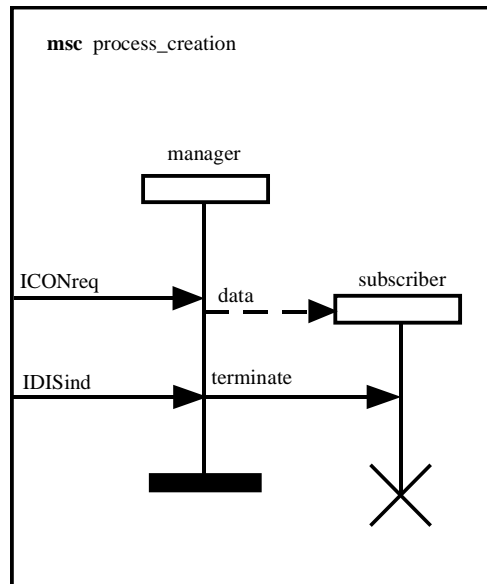 msc process_creation
manager
ICONreq
data
subscriber
IDISind
terminate